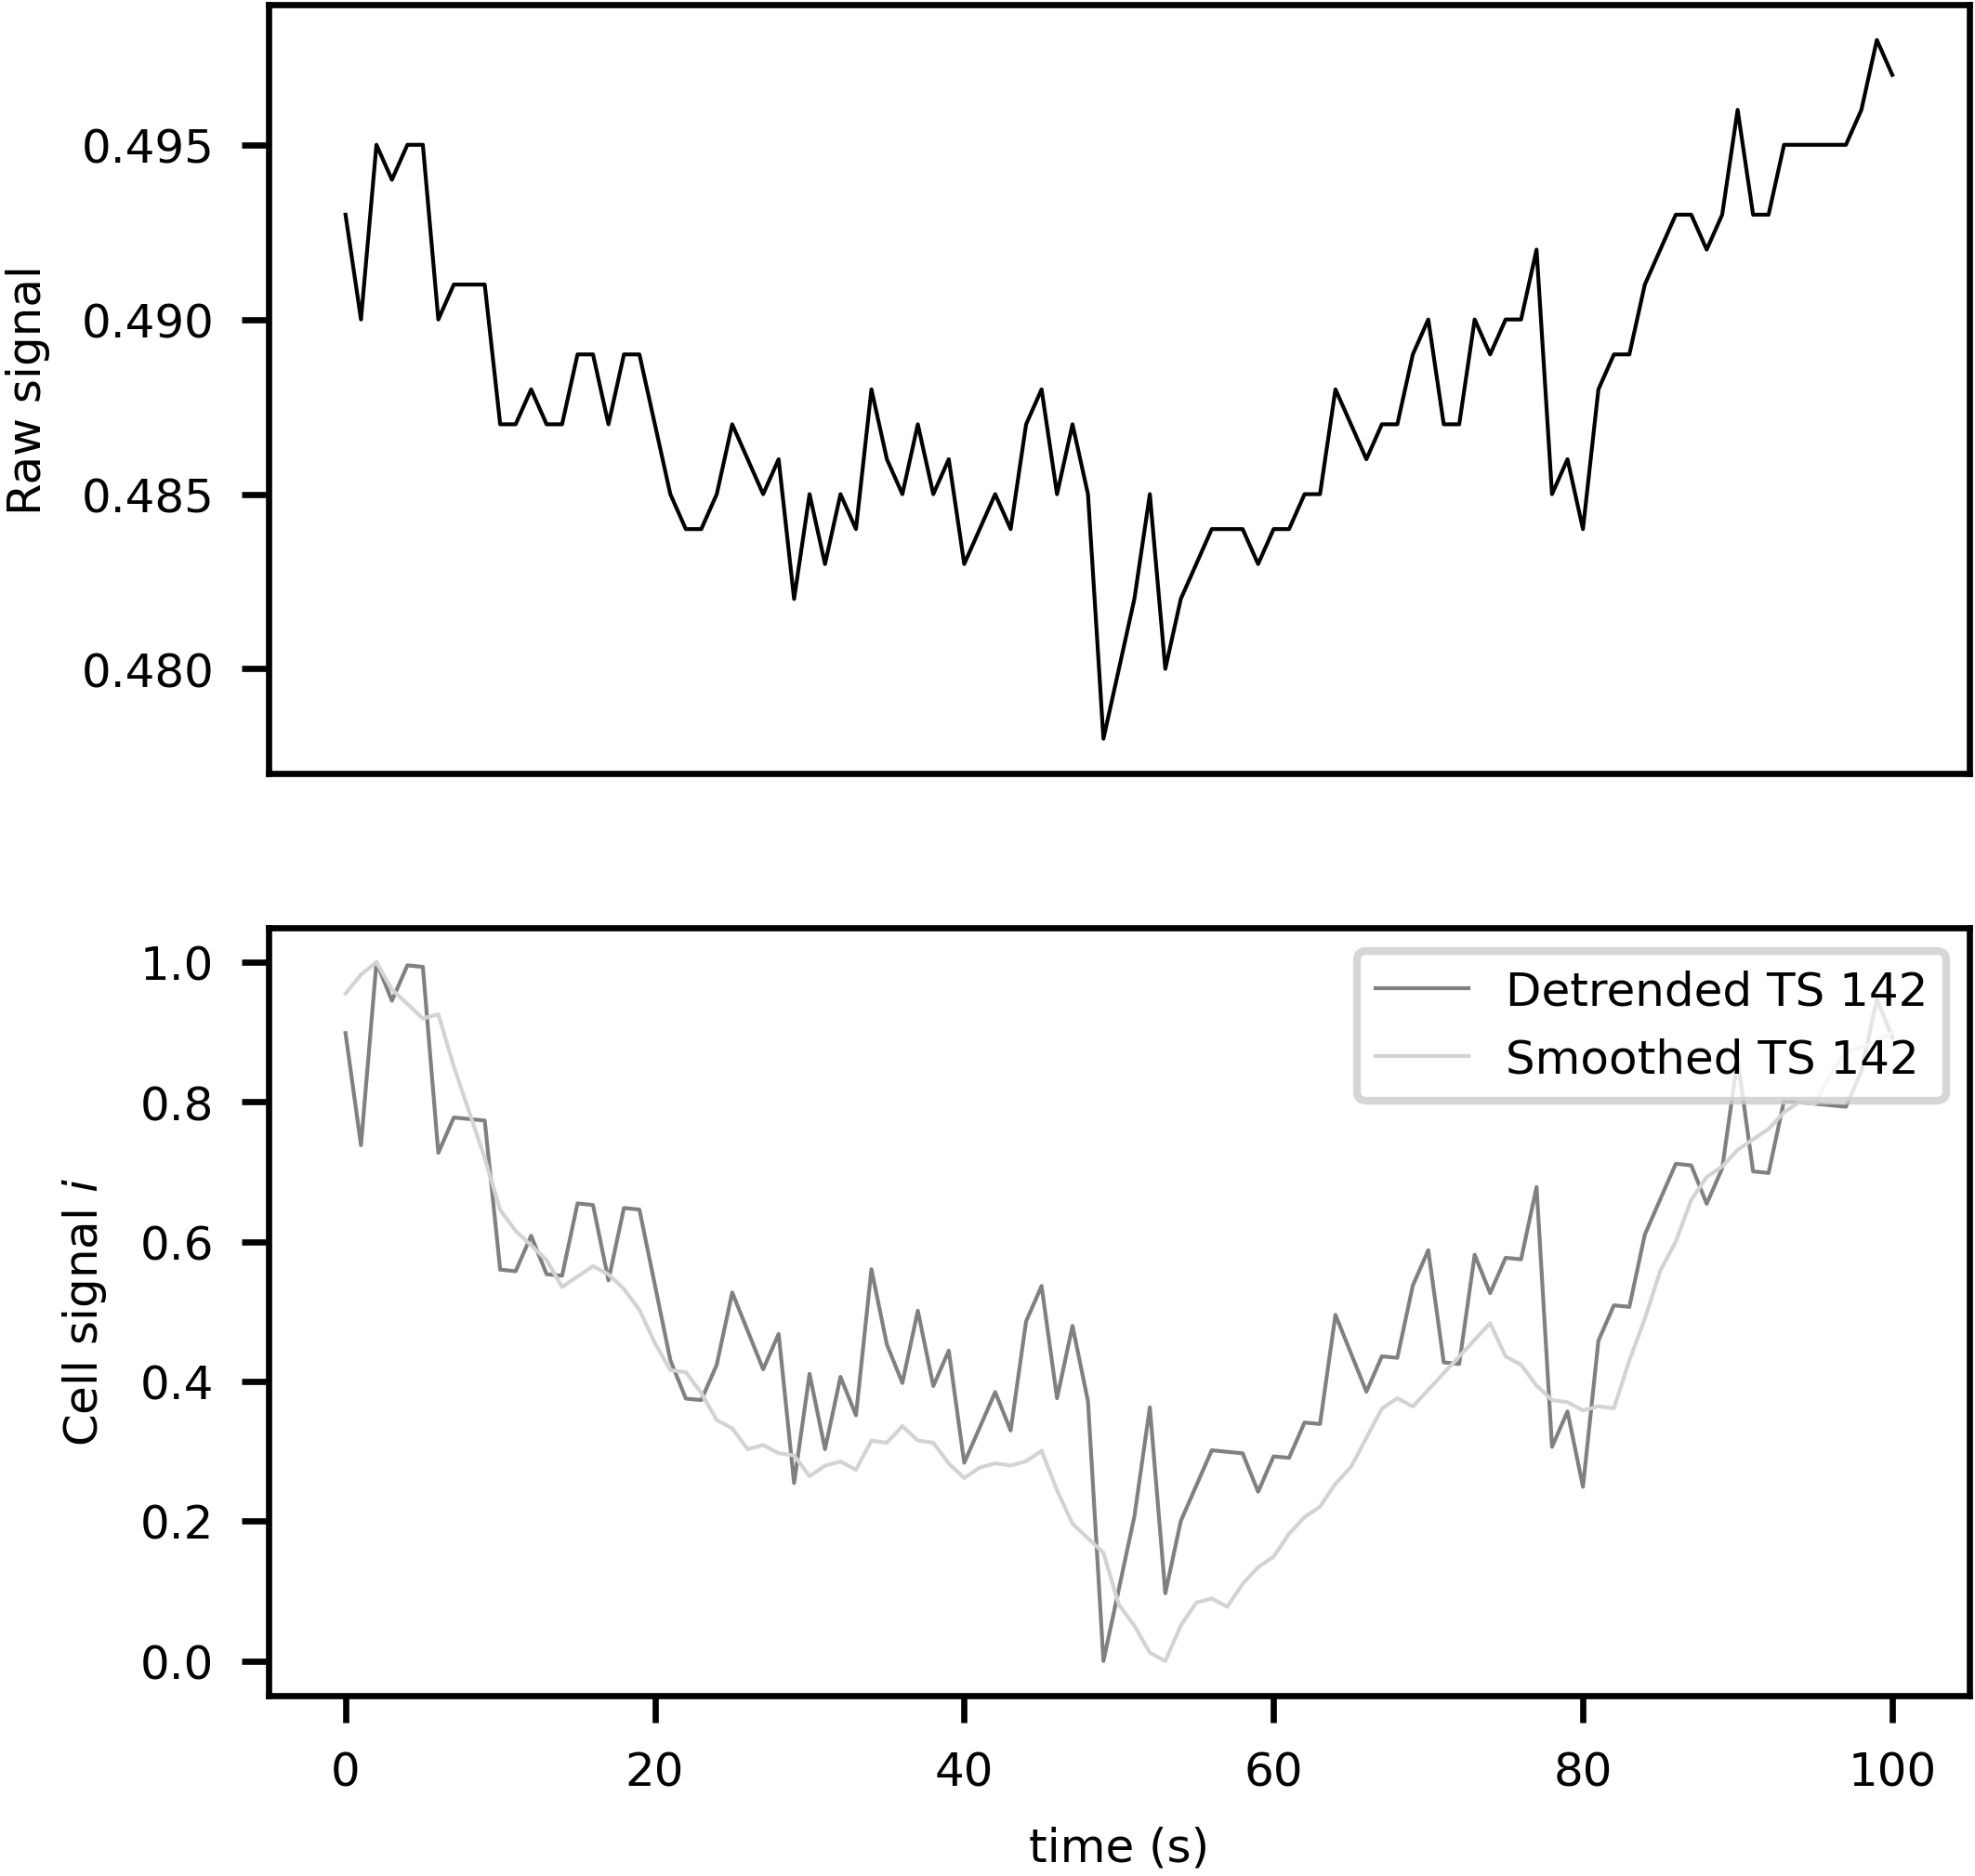 0.495
0.490
0.485
0.480
Raw signal
Detrended TS 142
Smoothed TS 142
1.0
0.8
0.6
0.4
0.2
0.0
Cell signal i
0 20 40 60 80 100
time (s)